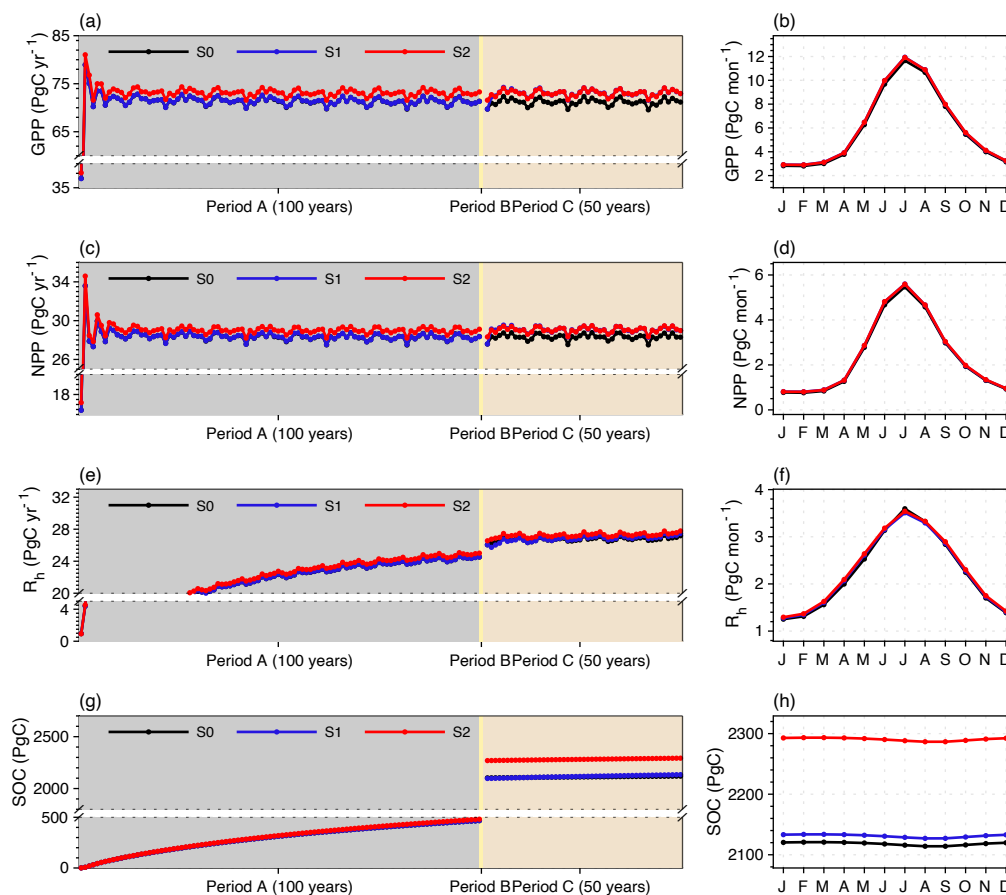 (a)
GPP (PgC yr-1)
85
75
65
35
S0 S1 S2
Period A (100 years) Period B Period C (50 years)
(b)
GPP (PgC mon-1)
12
10
8
6
4
2
J F M A M J J A S O N D
(c)
NPP (PgC yr-1)
34
30
26
18
S0 S1 S2
Period A (100 years) Period B Period C (50 years)
(d)
NPP (PgC mon-1)
6
4
2
0
J F M A M J J A S O N D
(e)
Rh (PgC yr-1)
32
28
24
20
4
0
S0 S1 S2
Period A (100 years) Period B Period C (50 years)
(f)
Rh (PgC mon-1)
4
3
2
1
J F M A M J J A S O N D
(g)
SOC (PgC)
2500
2000
500
0
S0 S1 S2
Period A (100 years) Period B Period C (50 years)
(h)
SOC (PgC)
2300
2200
2100
J F M A M J J A S O N D